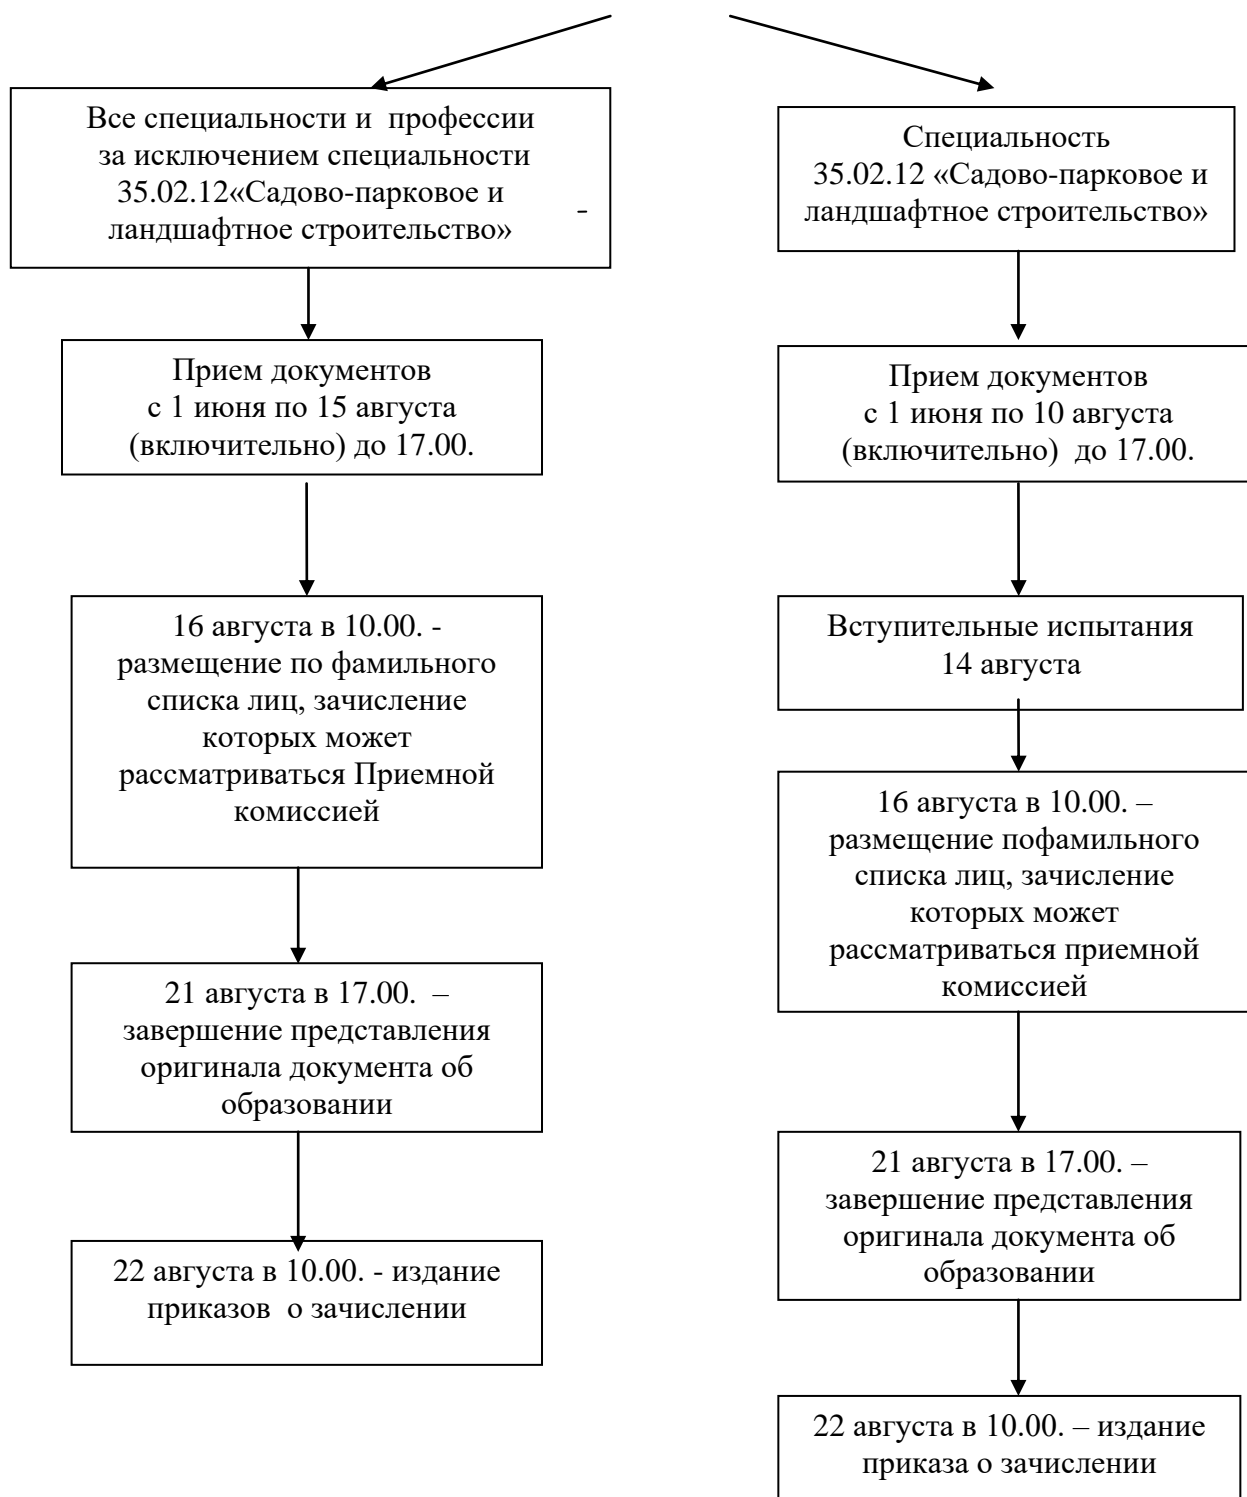 Все специальности и профессии
за исключением специальности
35.02.12«Садово-парковое и
ландшафтное строительство» -
Прием документов
с 1 июня по 15 августа
(включительно) до 17.00.
16 августа в 10.00. -
размещение по фамильного
списка лиц, зачисление
которых может
рассматриваться Приемной
комиссией
21 августа в 17.00. –
завершение представления
оригинала документа об
образовании
22 августа в 10.00. - издание
приказов о зачислении
Специальность
35.02.12 «Садово-парковое и
ландшафтное строительство»
Прием документов
с 1 июня по 10 августа
(включительно) до 17.00.
Вступительные испытания
14 августа
16 августа в 10.00. –
размещение пофамильного
списка лиц, зачисление
которых может
рассматриваться приемной
комиссией
21 августа в 17.00. –
завершение представления
оригинала документа об
образовании
22 августа в 10.00. – издание
приказа о зачислении